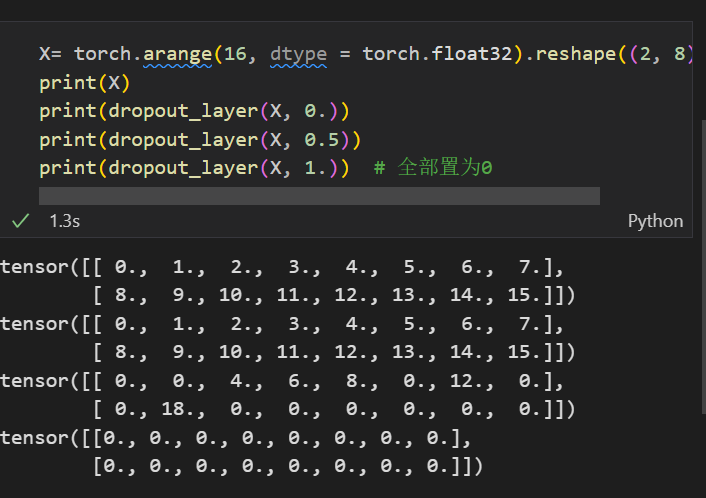 X= torch.arange(16, dtype = torch.float32).reshape((2, 8)
print(X)
print(dropout_layer(X, 0.))
print(dropout_layer(X, 0.5))
print(dropout_layer(X, 1.))  # 全部置为0
1.3s
Python
tensor([[ 0.,  1.,  2.,  3.,  4.,  5.,  6.,  7.],
        [ 8.,  9., 10., 11., 12., 13., 14., 15.]])
tensor([[ 0.,  1.,  2.,  3.,  4.,  5.,  6.,  7.],
        [ 8.,  9., 10., 11., 12., 13., 14., 15.]])
tensor([[ 0.,  0.,  4.,  6.,  8.,  0., 12.,  0.],
        [ 0., 18.,  0.,  0.,  0.,  0.,  0.,  0.]])
tensor([[0., 0., 0., 0., 0., 0., 0., 0.],
        [0., 0., 0., 0., 0., 0., 0., 0.]])